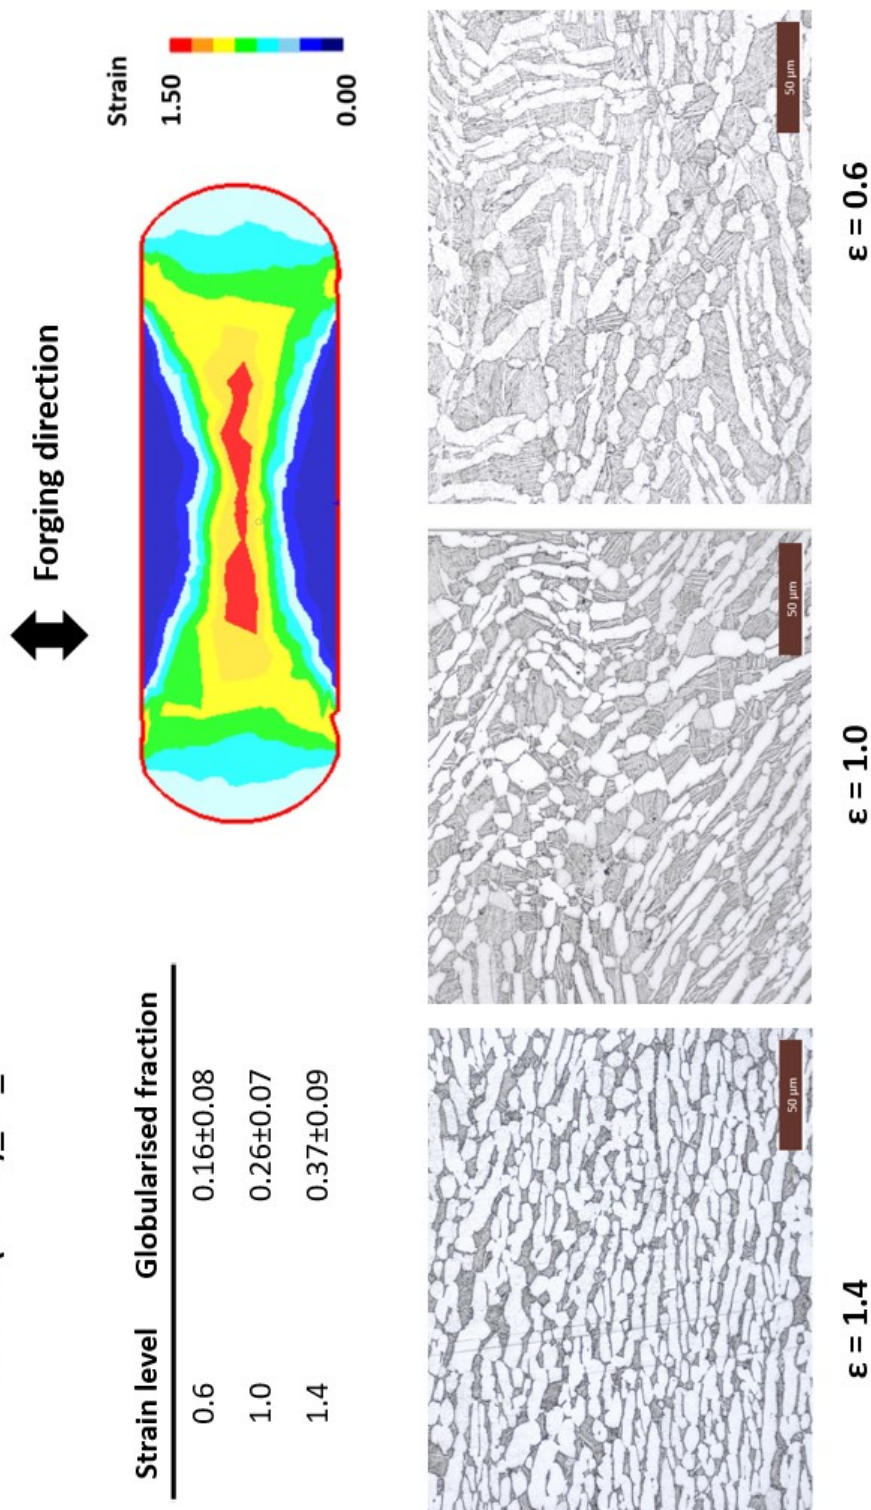 Forging direction
Strain
1.50
0.00
Strain level Globularised fraction
0.6 0.16±0.08
1.0 0.26±0.07
1.4 0.37±0.09
50 µm
50 µm
50 µm
ε = 1.4
ε = 1.0
ε = 0.6